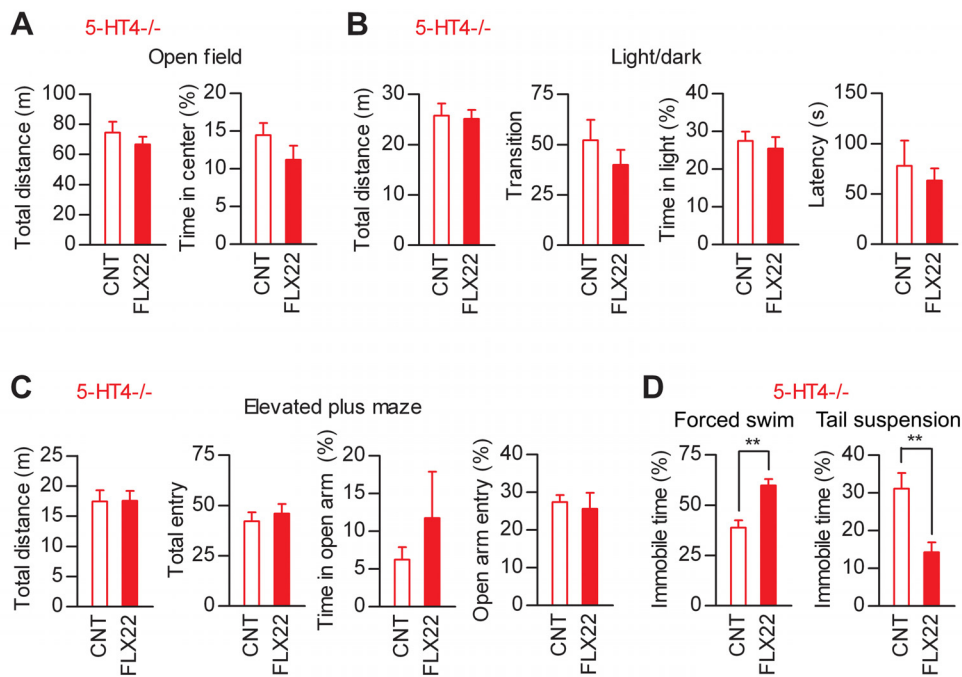 A
5-HT4-/-
Open field
Total distance (m)
100
80
60
40
20
0
CNT
FLX22
Time in center (%)
20
15
10
5
0
CNT
FLX22
B
5-HT4-/-
Light/dark
Total distance (m)
30
20
10
0
CNT
FLX22
Transition
75
50
25
0
CNT
FLX22
Time in light (%)
40
30
20
10
0
CNT
FLX22
Latency (s)
150
100
50
0
CNT
FLX22
C
5-HT4-/-
Elevated plus maze
Total distance (m)
25
20
15
10
5
0
CNT
FLX22
Total entry
75
50
25
0
CNT
FLX22
Time in open arm (%)
20
15
10
5
0
CNT
FLX22
Open arm entry (%)
40
30
20
10
0
CNT
FLX22
D
5-HT4-/-
Forced swim
Immobile time (%)
75
50
25
0
**
CNT
FLX22
Tail suspension
Immobile time (%)
40
30
20
10
0
**
CNT
FLX22